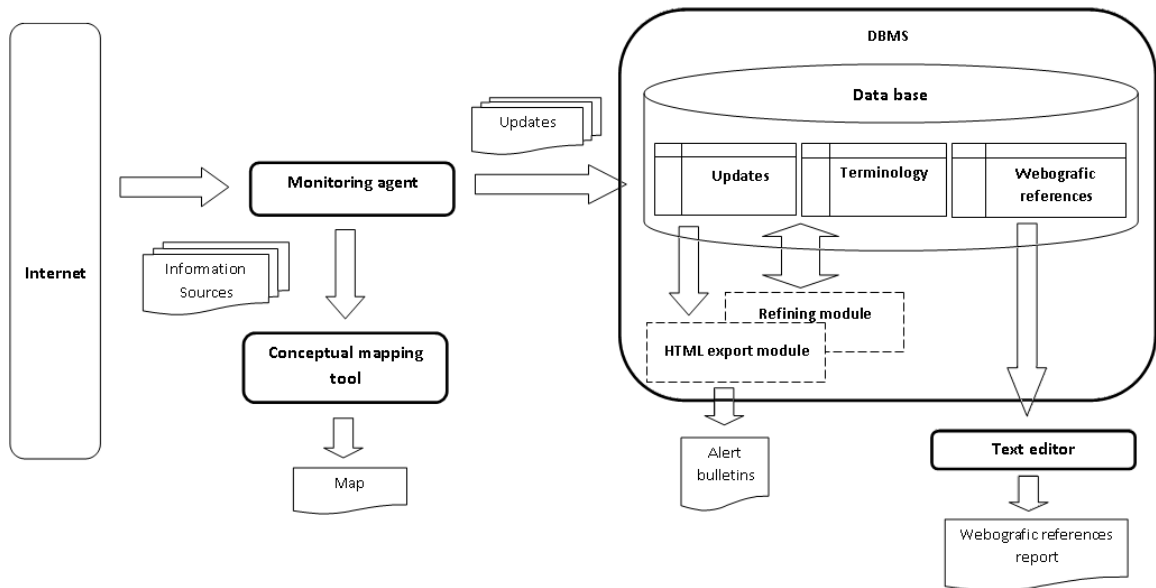 DBMS
Data base
Updates
Updates
Terminology
Webografic
references
Monitoring agent
Internet
Information
Sources
Refining module
HTML export module
Conceptual mapping
tool
Text editor
Alert
bulletins
Map
Webografic references
report